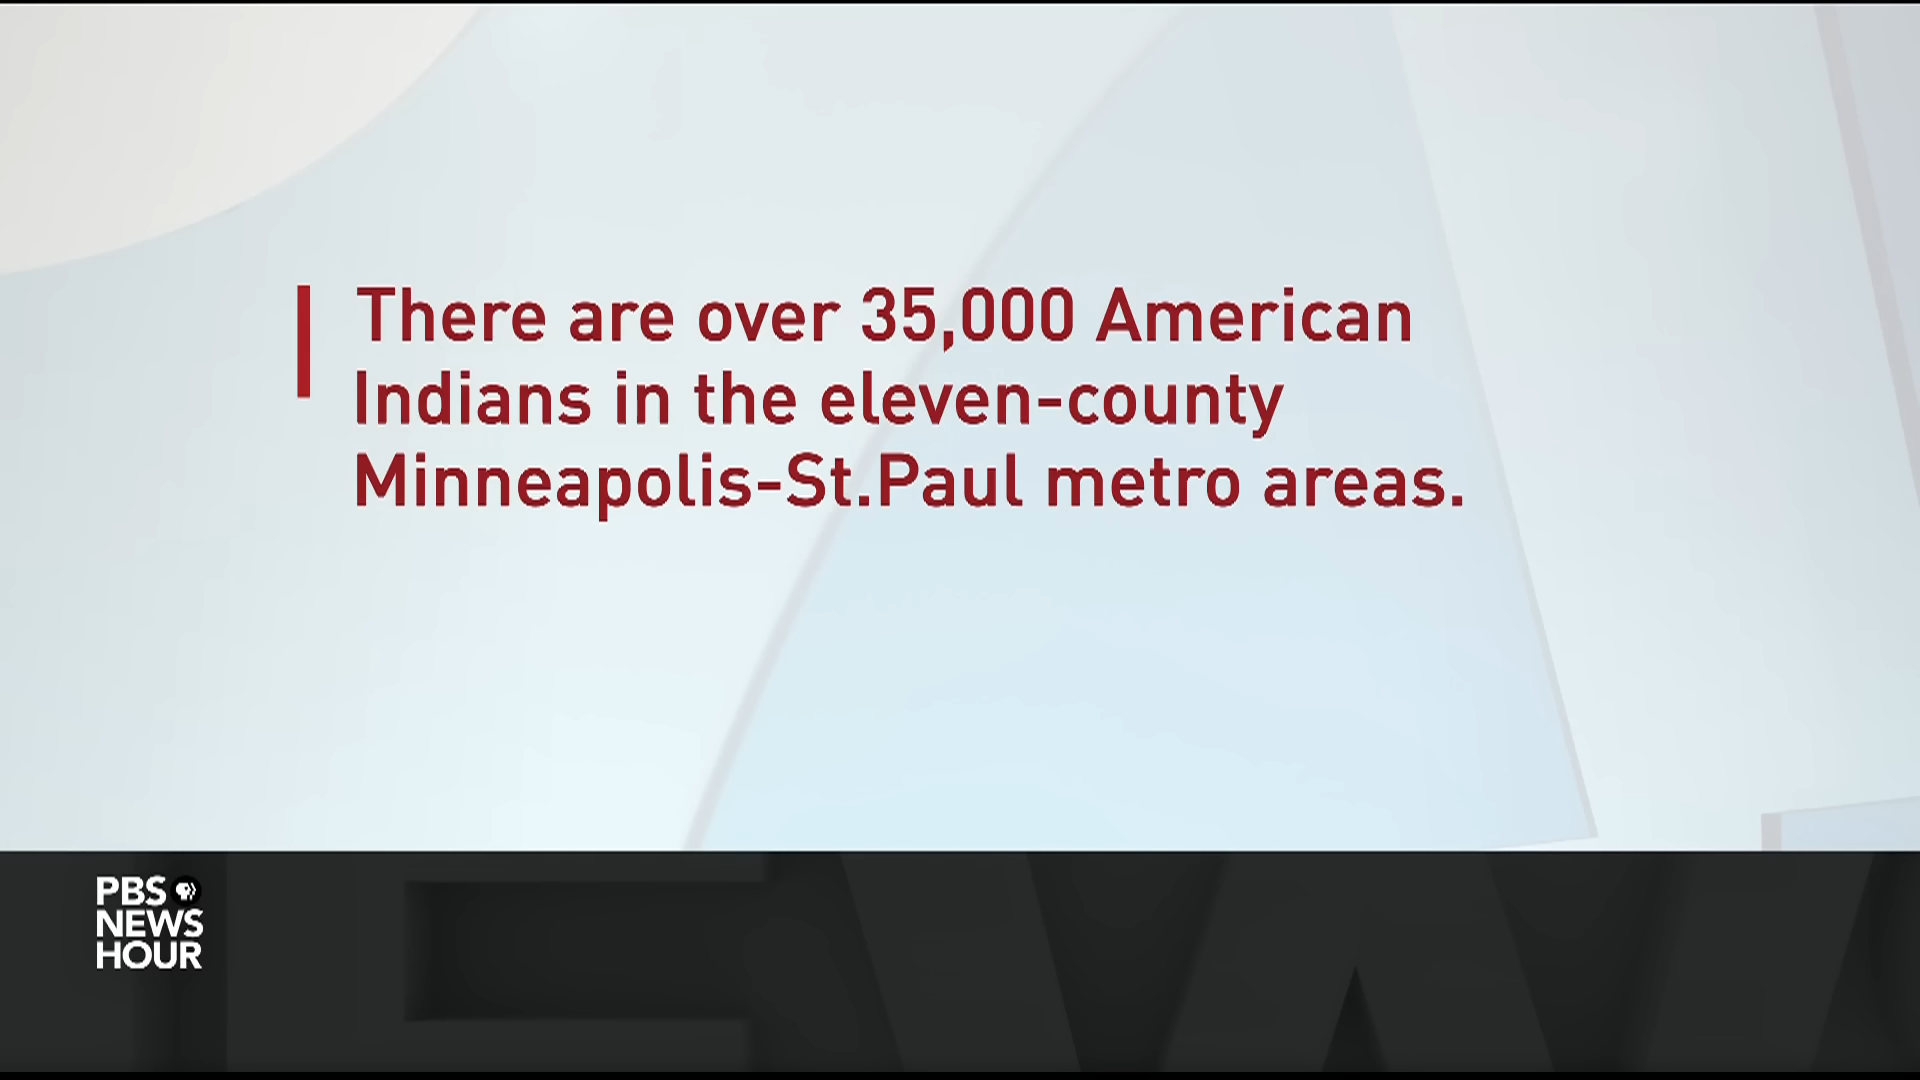 There are over 35,000 American
Indians in the eleven-county
Minneapolis-St.Paul metro areas.
PBS
NEWS
HOUR